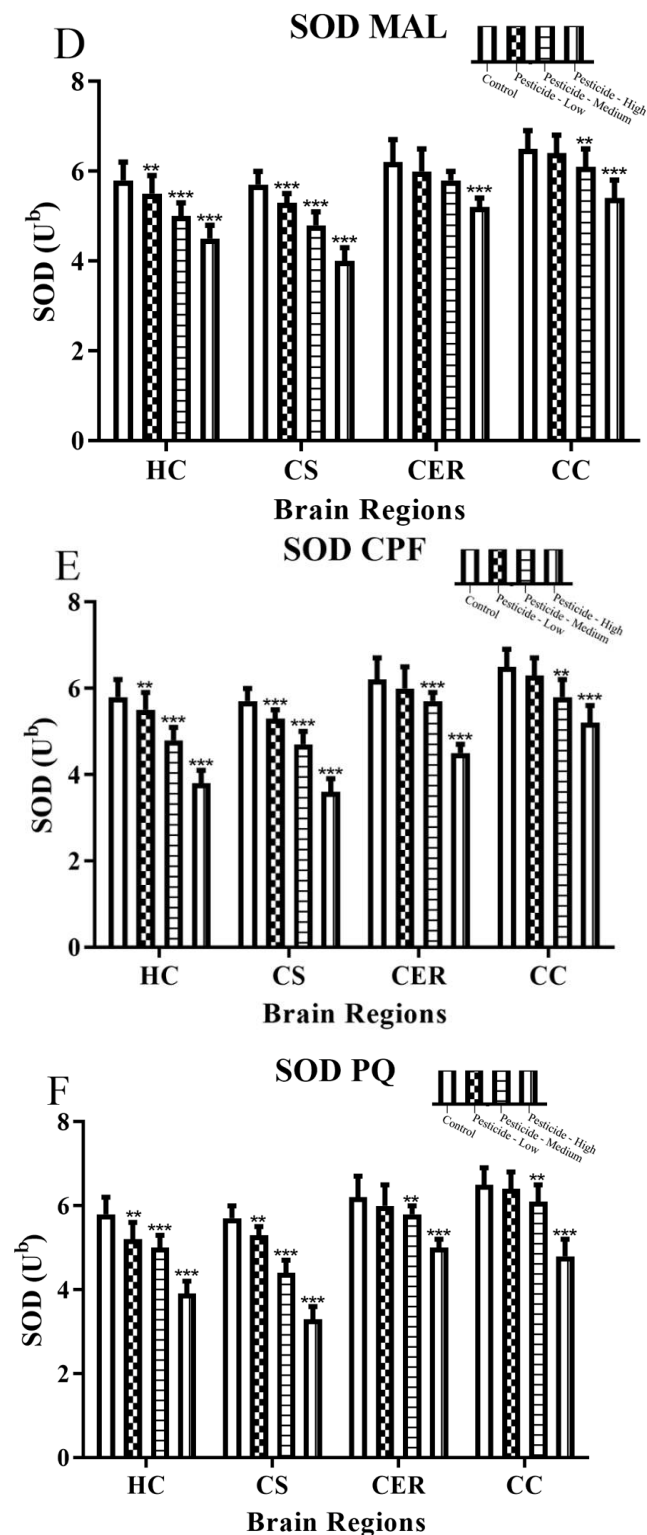 D
SOD MAL
Control
Pesticide - Low
Pesticide - Medium
Pesticide - High
SOD (Uᵇ)
8
6
4
2
0
** *** ***
*** *** ***
***
** ***
HC CS CER CC
Brain Regions
E
SOD CPF
Control
Pesticide - Low
Pesticide - Medium
Pesticide - High
SOD (Uᵇ)
8
6
4
2
0
** *** ***
*** *** ***
*** ***
** ***
HC CS CER CC
Brain Regions
F
SOD PQ
Control
Pesticide - Low
Pesticide - Medium
Pesticide - High
SOD (Uᵇ)
8
6
4
2
0
** *** ***
** *** ***
** ***
** ***
HC CS CER CC
Brain Regions